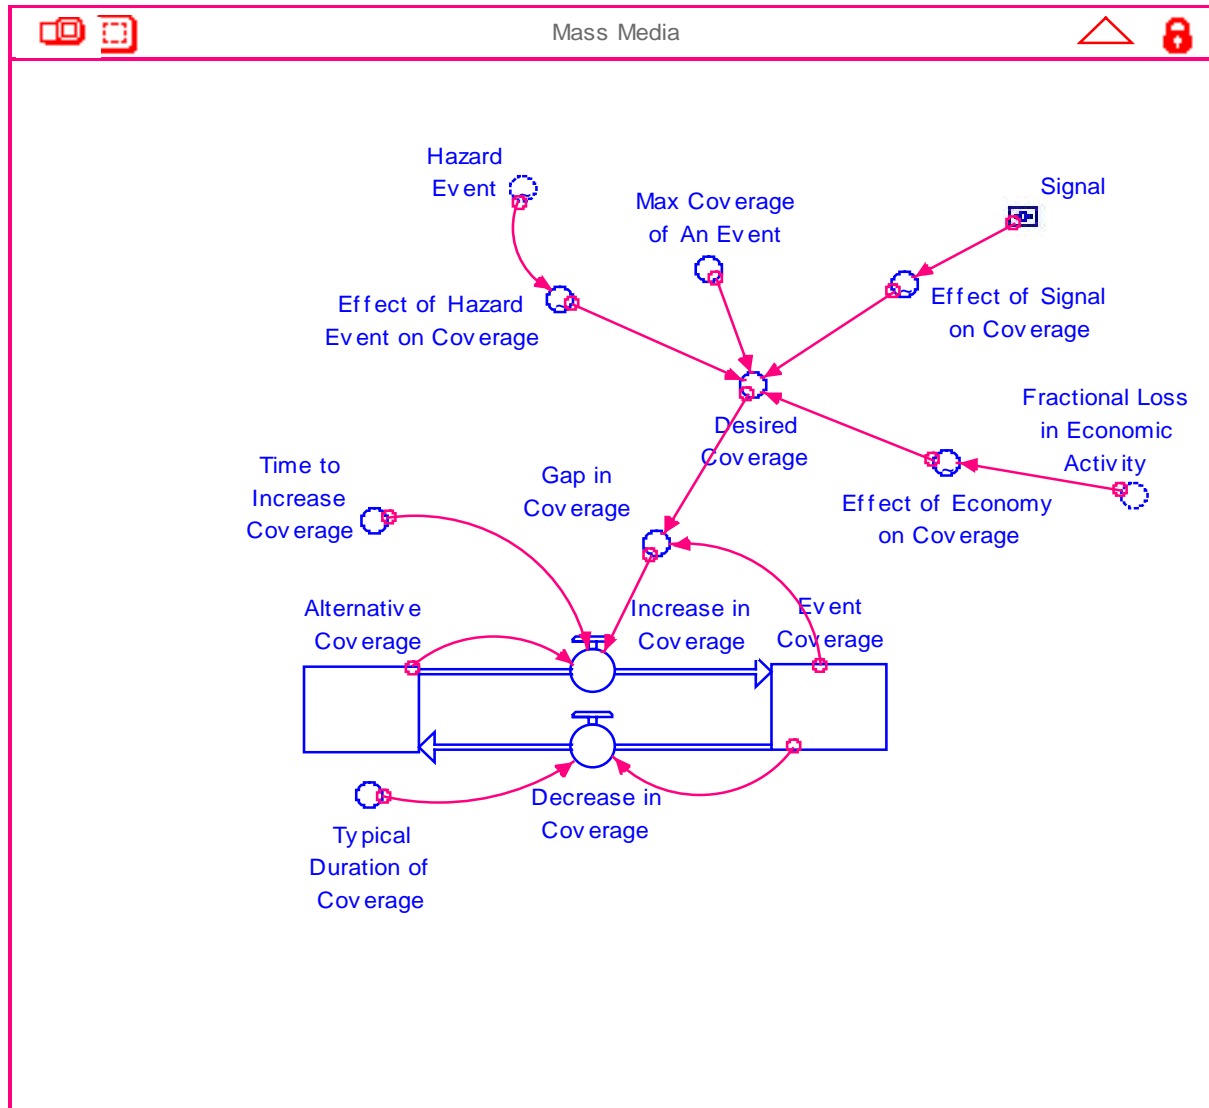 Mass Media
Hazard
Event
Signal
Max Coverage
of An Event
Effect of Hazard
Event on Coverage
Effect of Signal
on Coverage
Desired
Coverage
Fractional Loss
in Economic
Activity
Time to
Increase
Coverage
Gap in
Coverage
Effect of Economy
on Coverage
Alternative
Coverage
Increase in
Coverage
Event
Coverage
Decrease in
Coverage
Typical
Duration of
Coverage